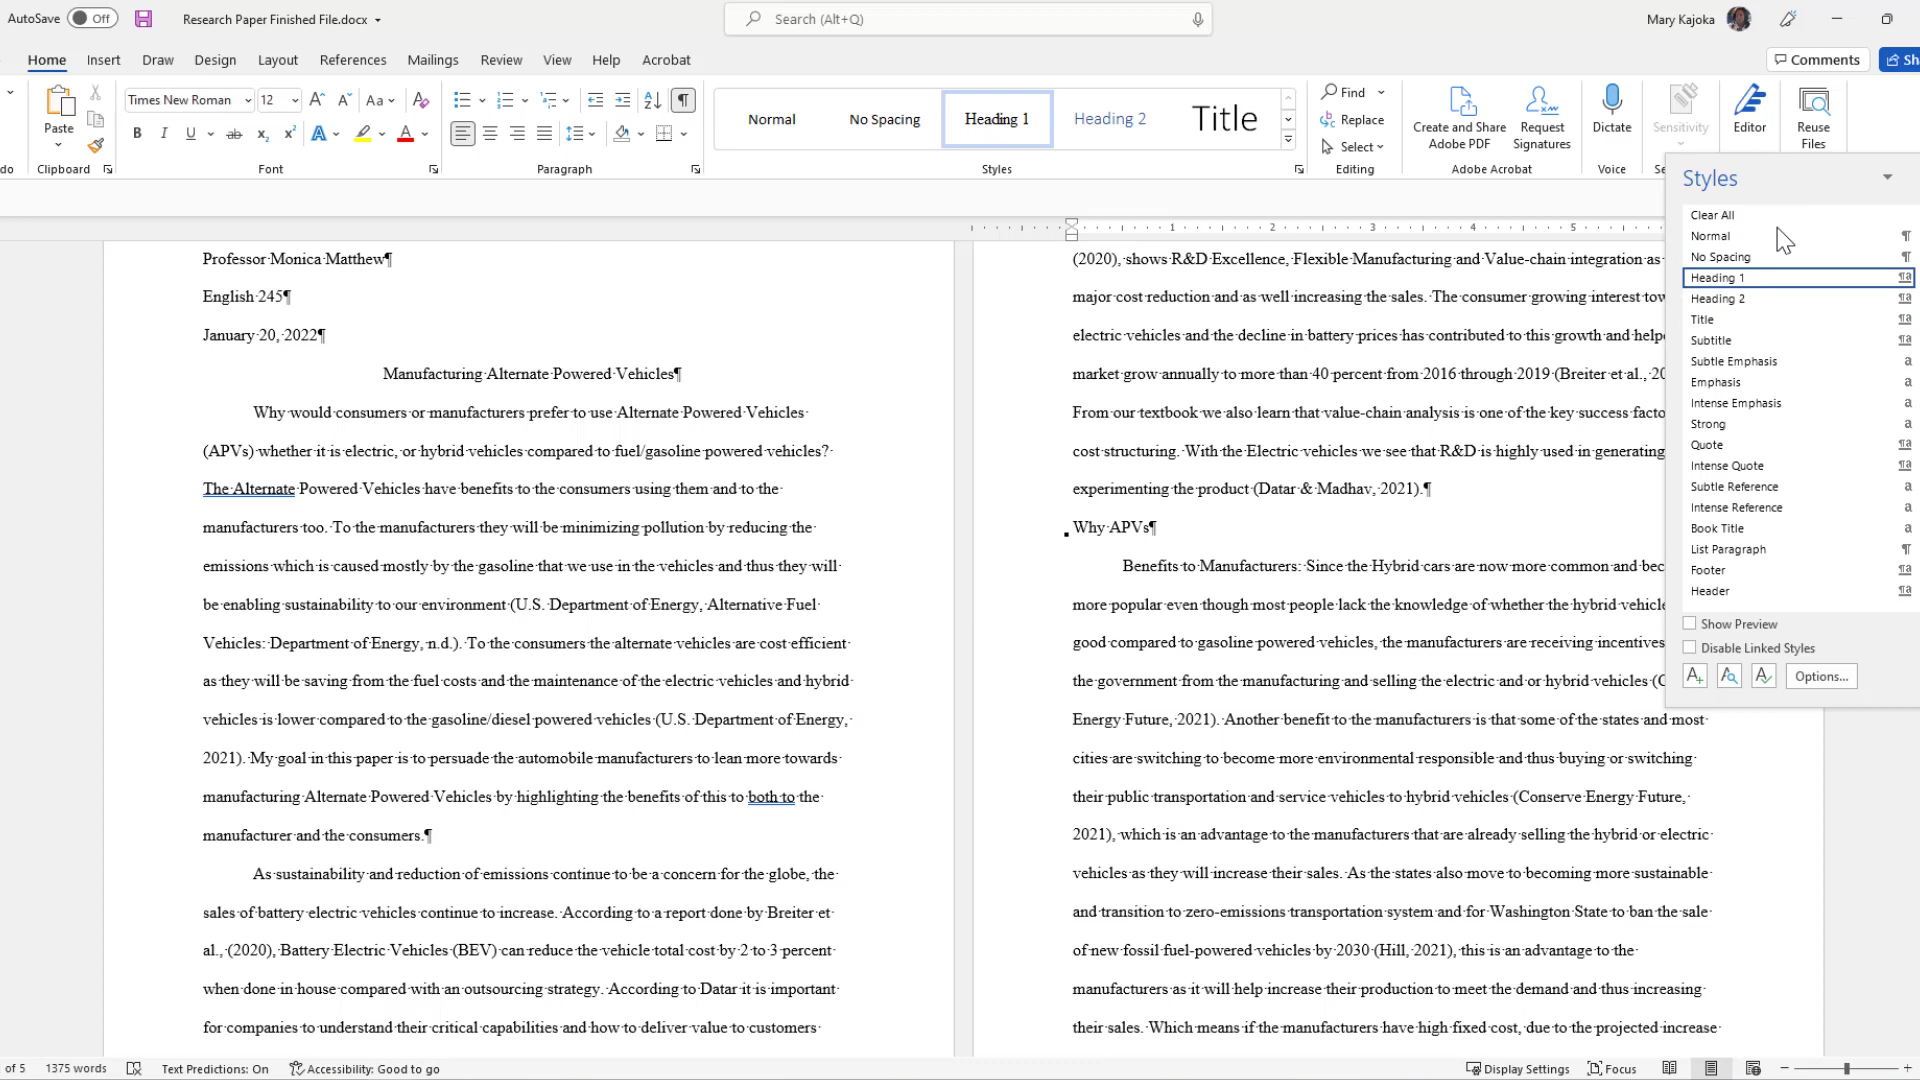 AutoSave Off Research Paper Finished File.docx Search (Alt+Q) Mary Kajoka
Home Insert Draw Design Layout References Mailings Review View Help Acrobat Comments Sh
Paste Times New Roman 12 Normal No Spacing Heading 1 Heading 2 Title Find Replace Select Create and Share Adobe PDF Request Signatures Dictate Sensitivity Editor Reuse Files
do Clipboard Font Paragraph Styles Editing Adobe Acrobat Voice
Professor Monica Matthew¶
English 245¶
January 20, 2022¶
Manufacturing Alternate Powered Vehicles¶
Why would consumers or manufacturers prefer to use Alternate Powered Vehicles
(APVs) whether it is electric, or hybrid vehicles compared to fuel/gasoline powered vehicles?
The Alternate Powered Vehicles have benefits to the consumers using them and to the
manufacturers too. To the manufacturers they will be minimizing pollution by reducing the
emissions which is caused mostly by the gasoline that we use in the vehicles and thus they will
be enabling sustainability to our environment (U.S. Department of Energy, Alternative Fuel
Vehicles: Department of Energy, n.d.). To the consumers the alternate vehicles are cost efficient
as they will be saving from the fuel costs and the maintenance of the electric vehicles and hybrid
vehicles is lower compared to the gasoline/diesel powered vehicles (U.S. Department of Energy,
2021). My goal in this paper is to persuade the automobile manufacturers to lean more towards
manufacturing Alternate Powered Vehicles by highlighting the benefits of this to both to the
manufacturer and the consumers.¶
As sustainability and reduction of emissions continue to be a concern for the globe, the
sales of battery electric vehicles continue to increase. According to a report done by Breiter et
al., (2020), Battery Electric Vehicles (BEV) can reduce the vehicle total cost by 2 to 3 percent
when done in house compared with an outsourcing strategy. According to Datar it is important
for companies to understand their critical capabilities and how to deliver value to customers
1 2 3 4 5
(2020), shows R&D Excellence, Flexible Manufacturing and Value-chain integration as
major cost reduction and as well increasing the sales. The consumer growing interest tow
electric vehicles and the decline in battery prices has contributed to this growth and helpe
market grow annually to more than 40 percent from 2016 through 2019 (Breiter et al., 20
From our textbook we also learn that value-chain analysis is one of the key success facto
cost structuring. With the Electric vehicles we see that R&D is highly used in generating
experimenting the product (Datar & Madhav, 2021).¶
Why APVs¶
Benefits to Manufacturers: Since the Hybrid cars are now more common and bec
more popular even though most people lack the knowledge of whether the hybrid vehicle
good compared to gasoline powered vehicles, the manufacturers are receiving incentives
the government from the manufacturing and selling the electric and or hybrid vehicles (C
Energy Future, 2021). Another benefit to the manufacturers is that some of the states and most
cities are switching to become more environmental responsible and thus buying or switching
their public transportation and service vehicles to hybrid vehicles (Conserve Energy Future,
2021), which is an advantage to the manufacturers that are already selling the hybrid or electric
vehicles as they will increase their sales. As the states also move to becoming more sustainable
and transition to zero-emissions transportation system and for Washington State to ban the sale
of new fossil fuel-powered vehicles by 2030 (Hill, 2021), this is an advantage to the
manufacturers as it will help increase their production to meet the demand and thus increasing
their sales. Which means if the manufacturers have high fixed cost, due to the projected increase
Styles
Clear All
Normal
No Spacing
Heading 1
Heading 2
Title
Subtitle
Subtle Emphasis
Emphasis
Intense Emphasis
Strong
Quote
Intense Quote
Subtle Reference
Intense Reference
Book Title
List Paragraph
Footer
Header
Show Preview
Disable Linked Styles
Options...
of 5 1375 words Text Predictions: On Accessibility: Good to go Display Settings Focus